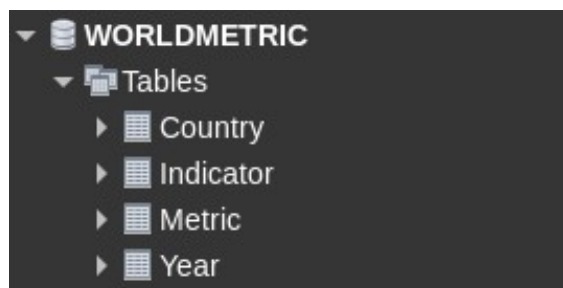 WORLDMETRIC
Tables
Country
Indicator
Metric
Year